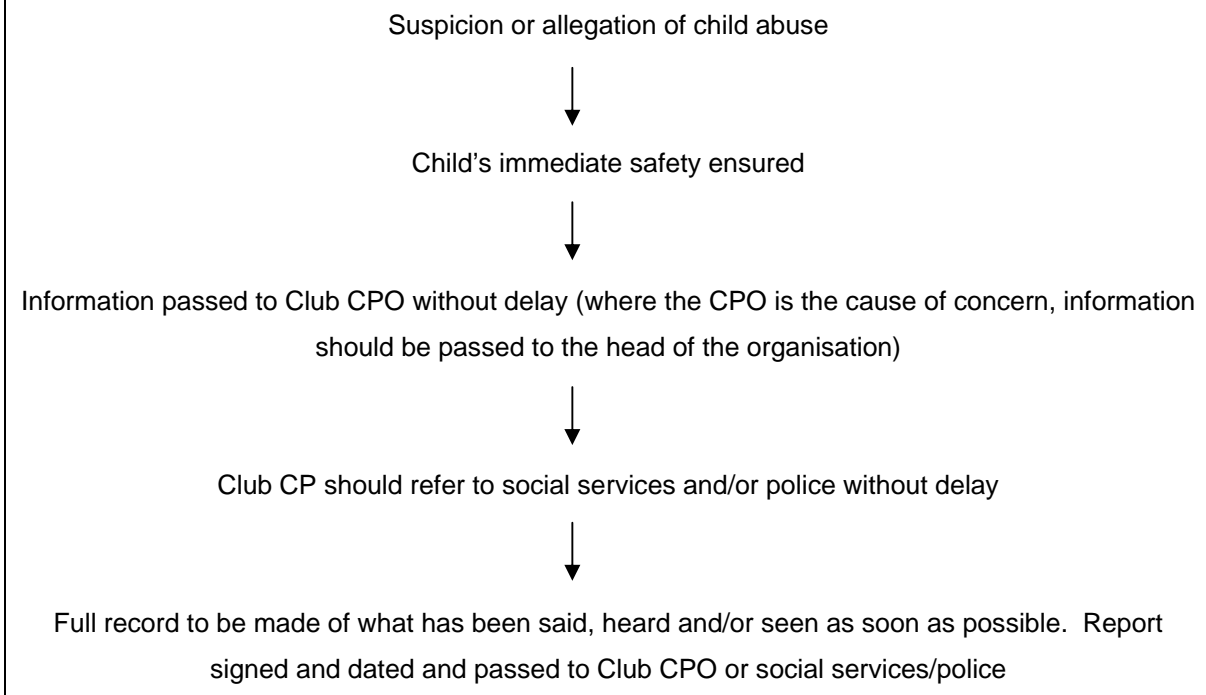 Suspicion or allegation of child abuse
Child’s immediate safety ensured
Information passed to Club CPO without delay (where the CPO is the cause of concern, information
should be passed to the head of the organisation)
Club CP should refer to social services and/or police without delay
Full record to be made of what has been said, heard and/or seen as soon as possible.  Report
signed and dated and passed to Club CPO or social services/police